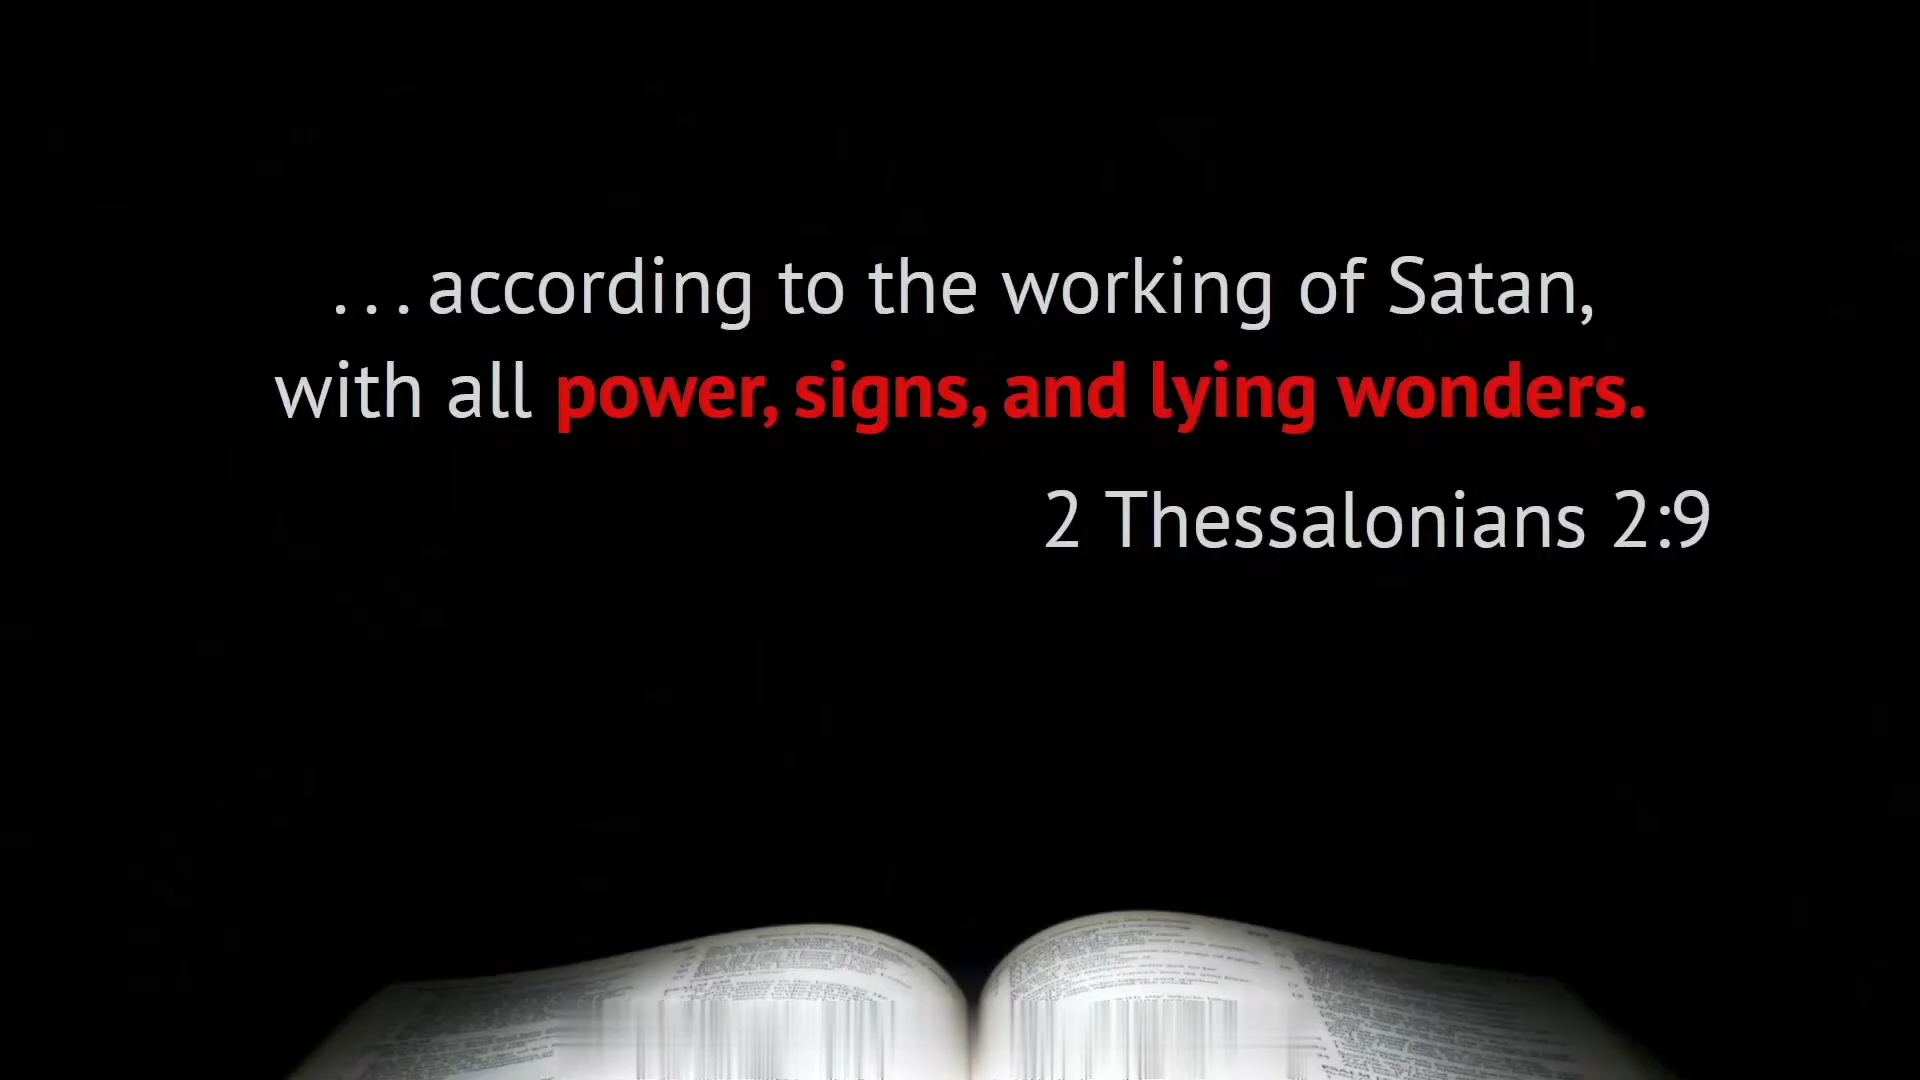 . . . according to the working of Satan,
with all power, signs, and lying wonders.
2 Thessalonians 2:9